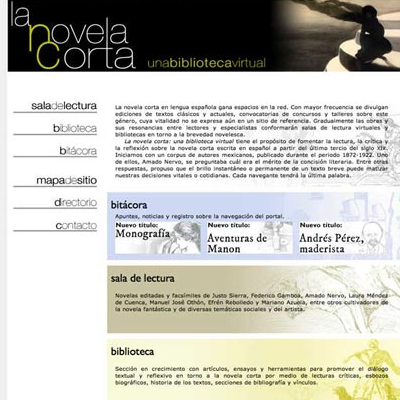 la
novela
corta
unabibliotecavirtual
saladelectura
biblioteca
bitácora
mapadesitio
directorio
contacto
La novela corta en lengua española gana espacios en la red. Con mayor frecuencia se divulgan
ediciones de textos clásicos y actuales, convocatorias de concursos y talleres sobre este
género, cuya vitalidad no se expresa aún en un sitio de referencia. Gradualmente las obras y
sus resonancias entre lectores y especialistas conformarán salas de lectura virtuales y
bibliotecas en torno a la brevedad novelesca.
La novela corta: una biblioteca virtual tiene el propósito de fomentar la lectura, la crítica y
la reflexión sobre la novela corta escrita en español a partir del último tercio del siglo XIX.
Iniciamos con un corpus de autores mexicanos, publicado durante el periodo 1872-1922. Uno
de ellos, Amado Nervo, se preguntaba cuál era el mérito de la concisión literaria. Entre otras
respuestas, propuso que el brillo instantáneo o permanente de un texto breve puede matizar
nuestras decisiones vitales o cotidianas. Cada navegante tendrá la última palabra.
bitácora
Apuntes, noticias y registro sobre la navegación del portal.
Nuevo título: Nuevo título: Nuevo título:
Monografía Aventuras de Manon Andrés Pérez, maderista
sala de lectura
Novelas editadas y facsímiles de Justo Sierra, Federico Gamboa, Amado Nervo, Laura Méndez
de Cuenca, Manuel José Othón, Efrén Rebolledo y Mariano Azuela, entre otros cultivadores de
la novela fantástica y de diversas temáticas sociales y del artista.
biblioteca
Sección en crecimiento con artículos, ensayos y herramientas para promover el diálogo
textual y reflexivo en torno a la novela corta por medio de lecturas críticas, esbozos
biográficos, historia de los textos, secciones de bibliografía y vínculos.